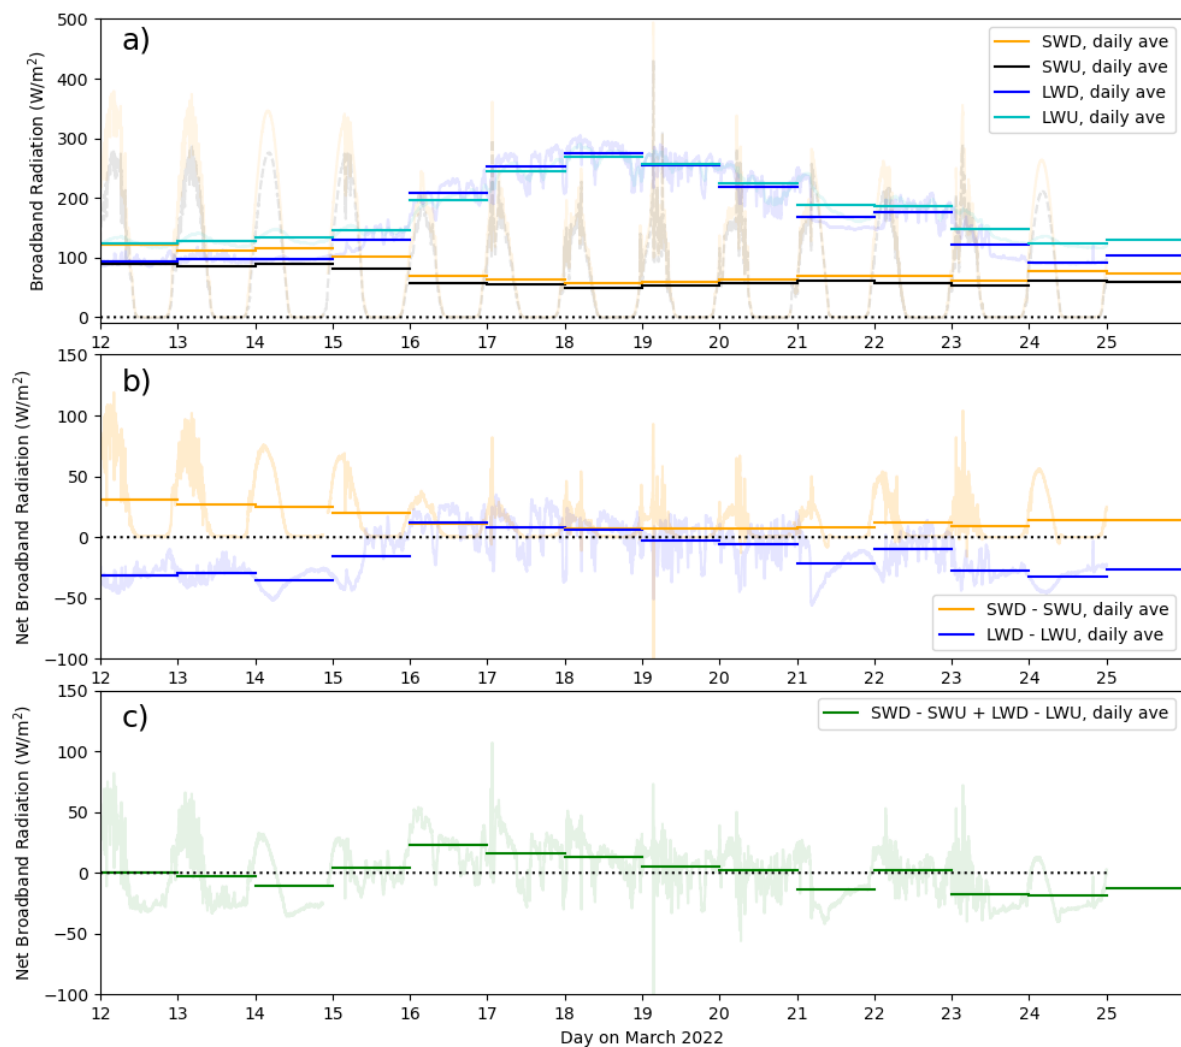 a)
Broadband Radiation (W/m²)
500
400
300
200
100
0
SWD, daily ave
SWU, daily ave
LWD, daily ave
LWU, daily ave
12 13 14 15 16 17 18 19 20 21 22 23 24 25
b)
Net Broadband Radiation (W/m²)
150
100
50
0
−50
−100
SWD - SWU, daily ave
LWD - LWU, daily ave
12 13 14 15 16 17 18 19 20 21 22 23 24 25
c)
Net Broadband Radiation (W/m²)
150
100
50
0
−50
−100
SWD - SWU + LWD - LWU, daily ave
12 13 14 15 16 17 18 19 20 21 22 23 24 25
Day on March 2022